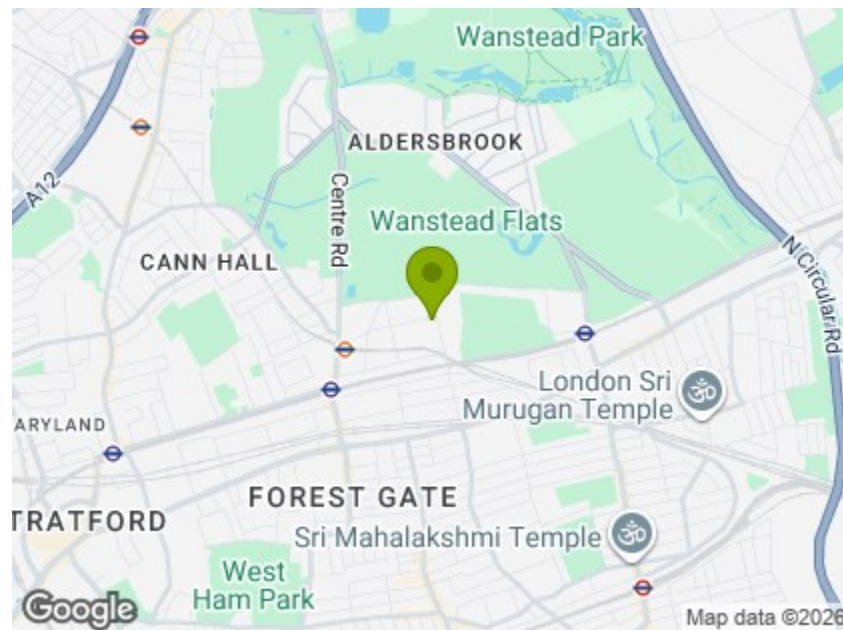 Wanstead Park
ALDERSBROOK
A12
Centre Rd
Wanstead Flats
CANN HALL
N Circular Rd
London Sri
Murugan Temple
ARYLAND
FOREST GATE
TRATFORD
Sri Mahalakshmi Temple
West
Ham Park
Google
Map data ©2026